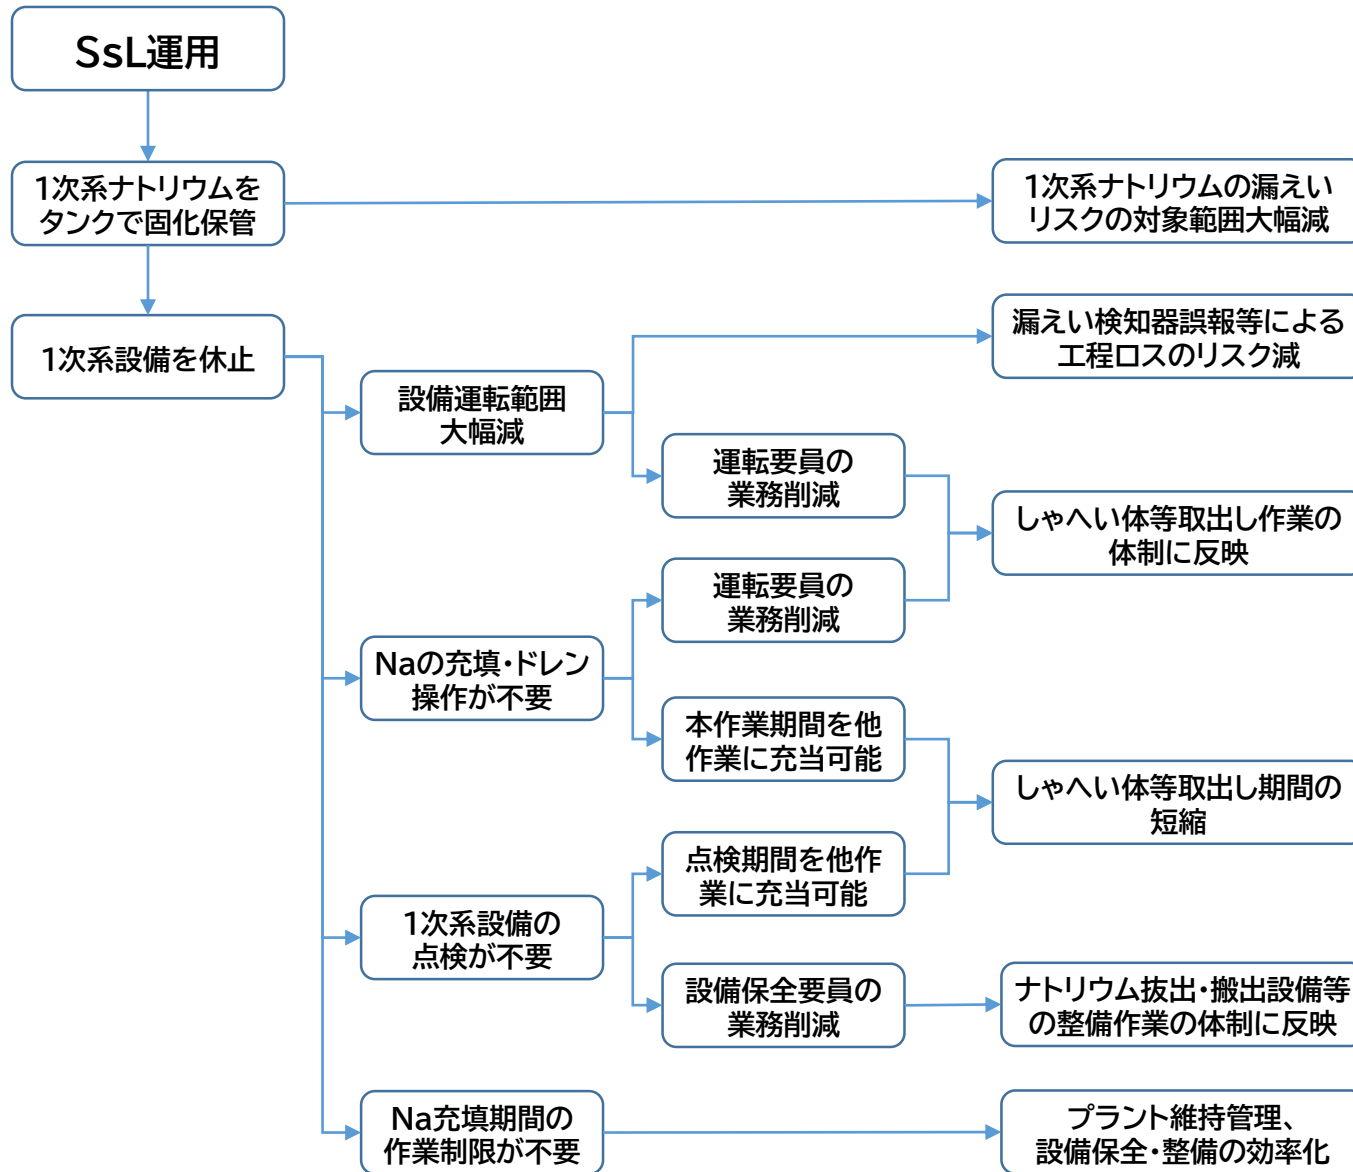 SsL運用
1次系ナトリウムを
タンクで固化保管
1次系ナトリウムの漏えい
リスクの対象範囲大幅減
1次系設備を休止
漏えい検知器誤報等による
工程ロスのリスク減
設備運転範囲
大幅減
運転要員の
業務削減
しゃへい体等取出し作業の
体制に反映
運転要員の
業務削減
Naの充填・ドレン
操作が不要
本作業期間を他
作業に充当可能
しゃへい体等取出し期間の
短縮
点検期間を他作
業に充当可能
1次系設備の
点検が不要
設備保全要員の
業務削減
ナトリウム抜出・搬出設備等
の整備作業の体制に反映
Na充填期間の
作業制限が不要
プラント維持管理、
設備保全・整備の効率化